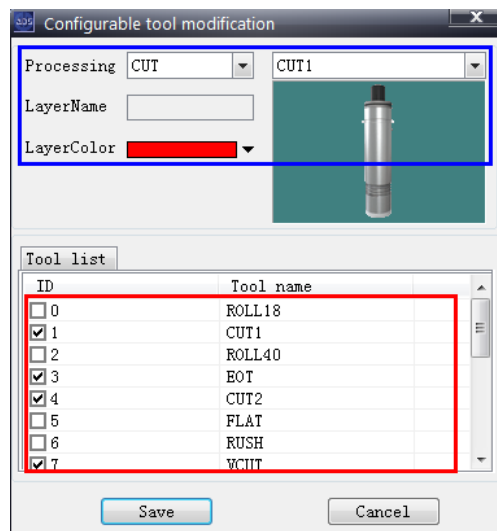 Configurable tool modification
Processing CUT CUT1
LayerName
LayerColor
Tool list
ID Tool name
0 ROLL18
1 CUT1
2 ROLL40
3 EOT
4 CUT2
5 FLAT
6 RUSH
7 VCUT
Save Cancel